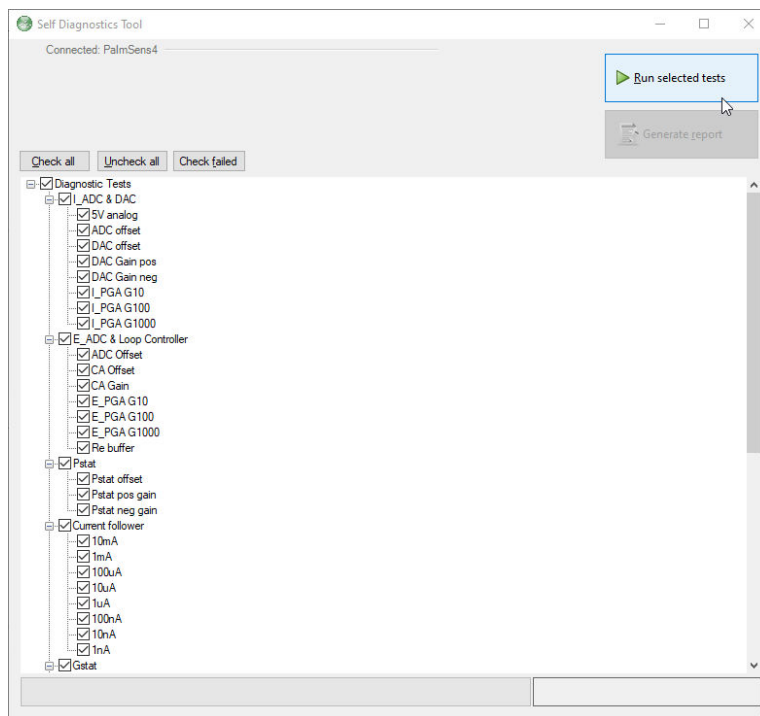 Self Diagnostics Tool
Connected: PalmSens4
Run selected tests
Generate report
Check all Uncheck all Check failed
Diagnostic Tests
I_ADC & DAC
5V analog
ADC offset
DAC offset
DAC Gain pos
DAC Gain neg
I_PGA G10
I_PGA G100
I_PGA G1000
E_ADC & Loop Controller
ADC Offset
CA Offset
CA Gain
E_PGA G10
E_PGA G100
E_PGA G1000
Re buffer
Pstat
Pstat offset
Pstat pos gain
Pstat neg gain
Current follower
10mA
1mA
100uA
10uA
1uA
100nA
10nA
1nA
Gstat